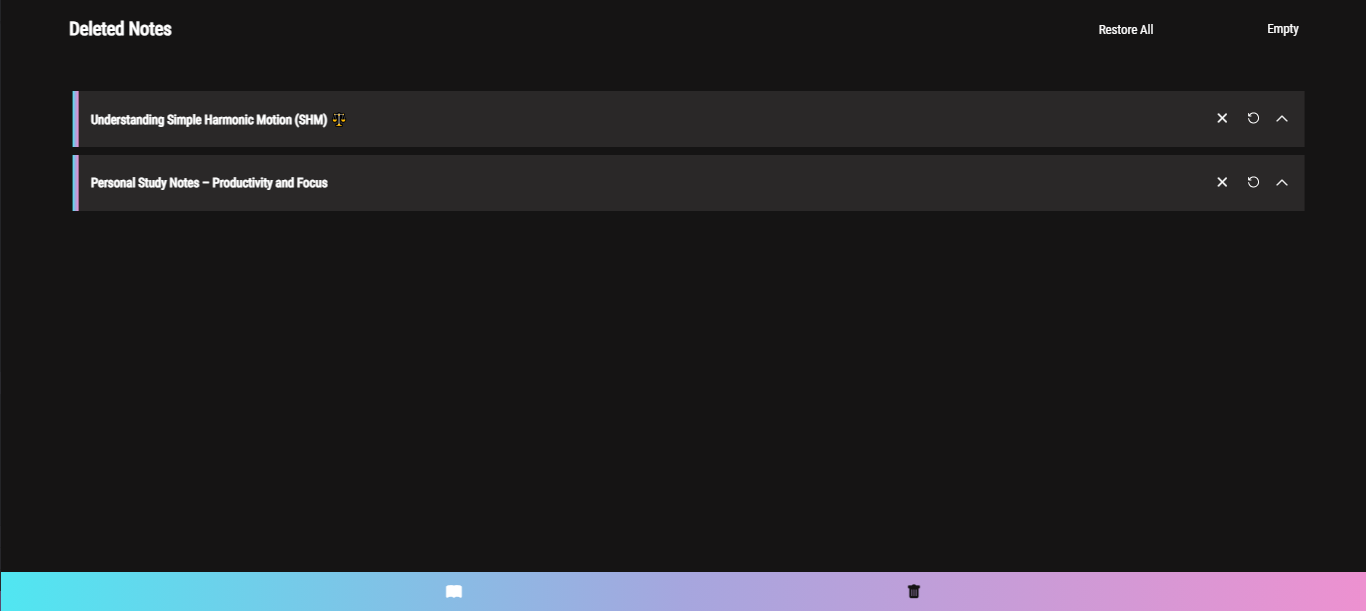 Deleted Notes
Restore All
Empty
Understanding Simple Harmonic Motion (SHM) ⚖️
Personal Study Notes – Productivity and Focus